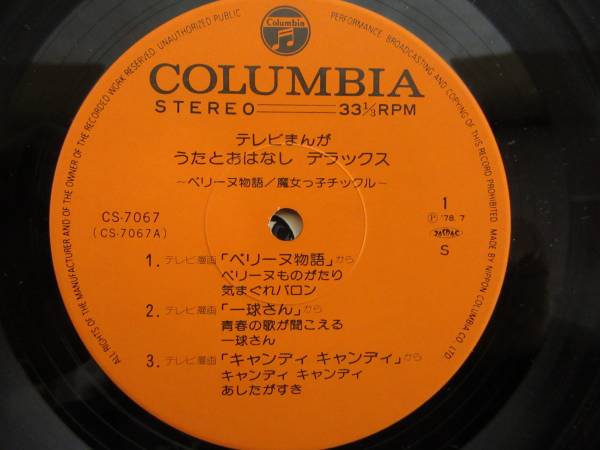 ALL RIGHTS OF THE MANUFACTURER AND OF THE OWNER OF THE RECORDED WORK RESERVED. UNAUTHORIZED PUBLIC PERFORMANCE, BROADCASTING AND COPYING OF THIS RECORD PROHIBITED. MADE BY NIPPON COLUMBIA CO. LTD.
Columbia
COLUMBIA
STEREO 33 1/3 RPM
テレビまんが
うたとおはなし デラックス
〜ペリーヌ物語/魔女っ子チックル〜
CS-7067
(CS-7067A)
1
Ⓟ '78. 7
JASRAC
S
1. テレビ漫画「ペリーヌ物語」から
ペリーヌものがたり
気まぐれバロン
2. テレビ漫画「一球さん」から
青春の歌が聞こえる
一球さん
3. テレビ漫画「キャンディ キャンディ」から
キャンディ キャンディ
あしたがすき